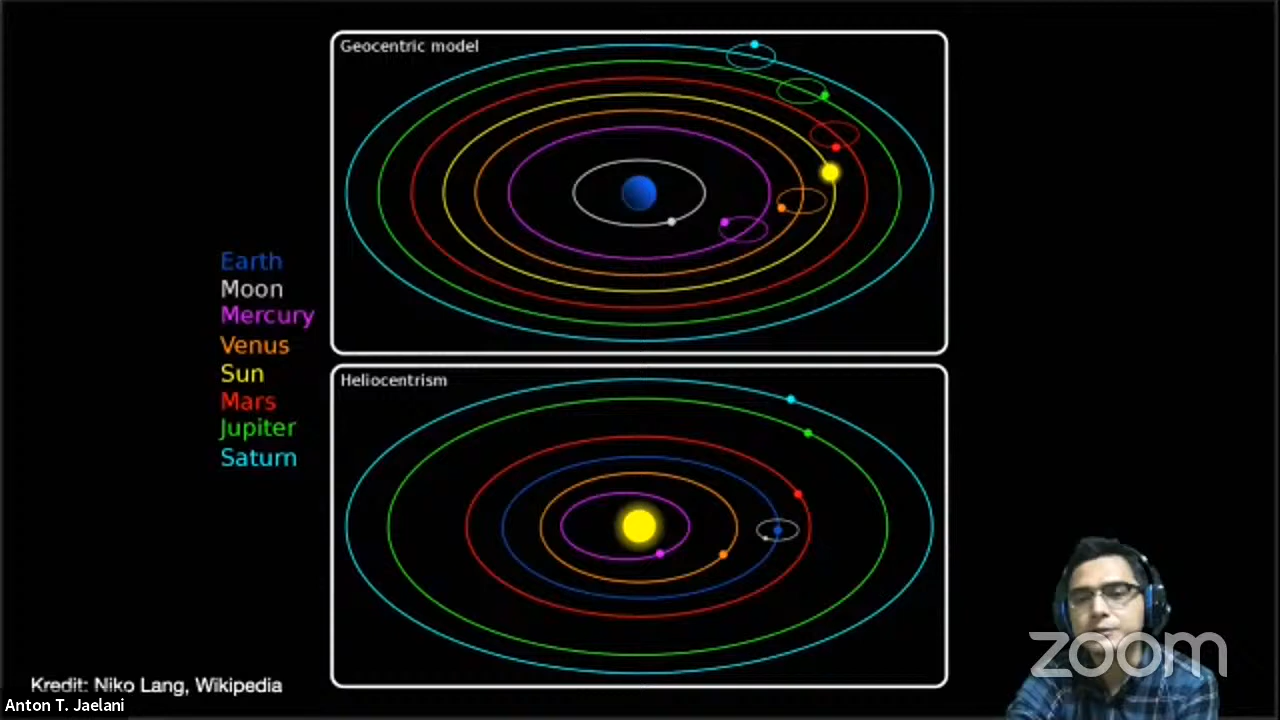 Geocentric model
Earth
Moon
Mercury
Venus
Sun
Mars
Jupiter
Saturn
Heliocentrism
zoom
Kredit: Niko Lang, Wikipedia
Anton T. Jaelani